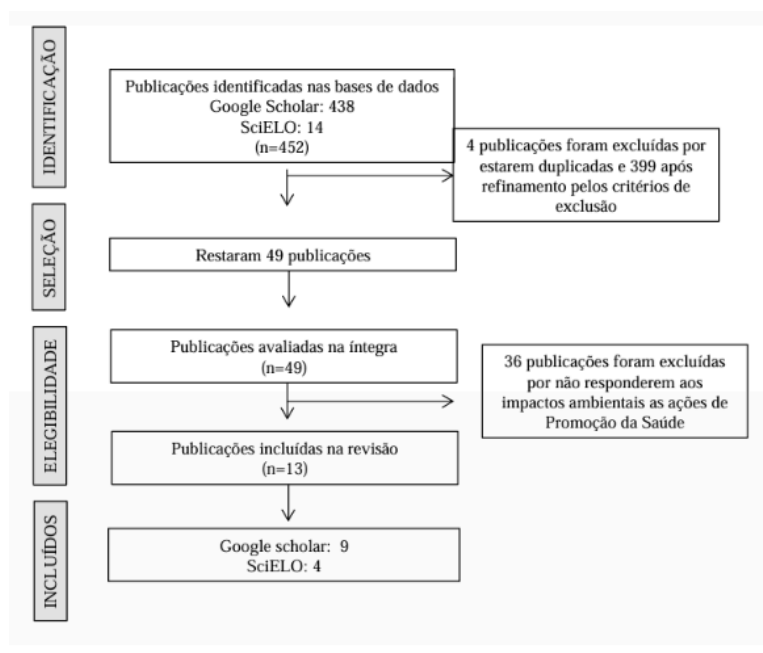 IDENTIFICAÇÃO
Publicações identificadas nas bases de dados
Google Scholar: 438
SciELO: 14
(n=452)
4 publicações foram excluídas por
estarem duplicadas e 399 após
refinamento pelos critérios de
exclusão
SELEÇÃO
Restaram 49 publicações
ELEGIBILIDADE
Publicações avaliadas na íntegra
(n=49)
36 publicações foram excluídas
por não responderem aos
impactos ambientais as ações de
Promoção da Saúde
Publicações incluídas na revisão
(n=13)
INCLUÍDOS
Google scholar: 9
SciELO: 4